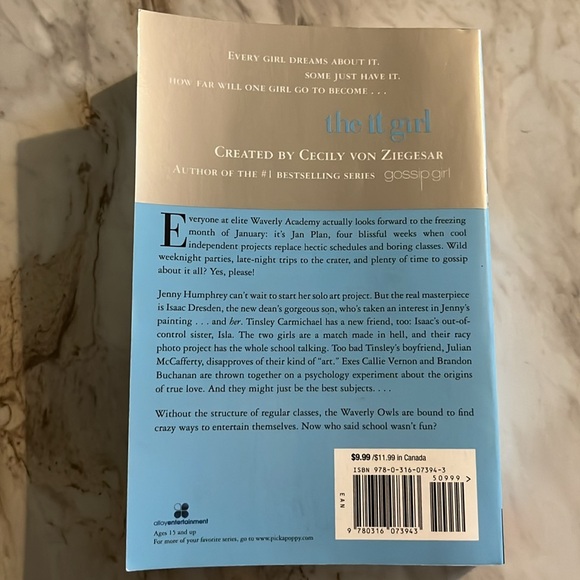 EVERY GIRL DREAMS ABOUT IT.
SOME JUST HAVE IT.
HOW FAR WILL ONE GIRL GO TO BECOME . . .
the it girl
CREATED BY CECILY VON ZIEGESAR
AUTHOR OF THE #1 BESTSELLING SERIES gossip girl
Everyone at elite Waverly Academy actually looks forward to the freezing
month of January: it's Jan Plan, four blissful weeks when cool
independent projects replace hectic schedules and boring classes. Wild
weeknight parties, late-night trips to the crater, and plenty of time to gossip
about it all? Yes, please!
Jenny Humphrey can't wait to start her solo art project. But the real masterpiece
is Isaac Dresden, the new dean's gorgeous son, who's taken an interest in Jenny's
painting . . . and her. Tinsley Carmichael has a new friend, too: Isaac's out-of-
control sister, Isla. The two girls are a match made in hell, and their racy
photo project has the whole school talking. Too bad Tinsley's boyfriend, Julian
McCafferty, disapproves of their kind of "art." Exes Callie Vernon and Brandon
Buchanan are thrown together on a psychology experiment about the origins
of true love. And they might just be the best subjects. . . .
Without the structure of regular classes, the Waverly Owls are bound to find
crazy ways to entertain themselves. Now who said school wasn't fun?
$9.99 /$11.99 in Canada
ISBN 978-0-316-07394-3
50999>
EAN
9 780316 073943
alloyentertainment
Ages 15 and up
For more of your favorite series, go to www.pickapoppy.com.